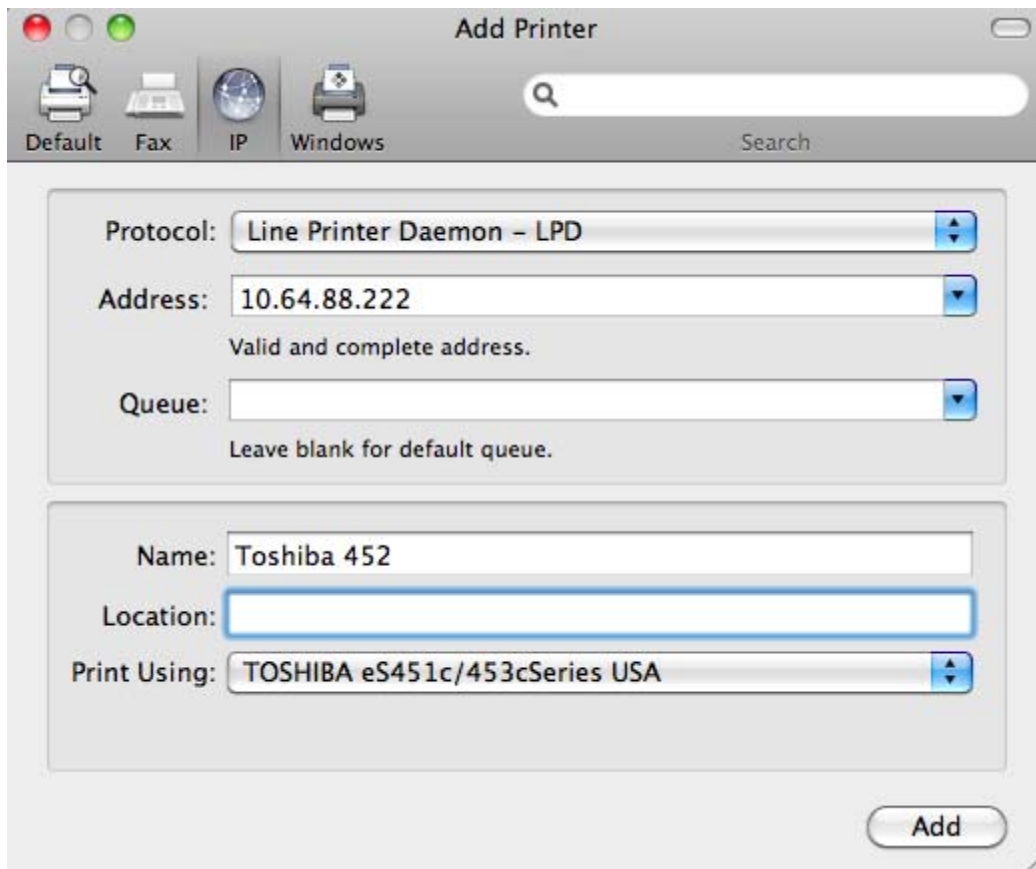 Add Printer
Default Fax IP Windows
Search
Protocol: Line Printer Daemon – LPD
Address: 10.64.88.222
Valid and complete address.
Queue:
Leave blank for default queue.
Name: Toshiba 452
Location:
Print Using: TOSHIBA eS451c/453cSeries USA
Add